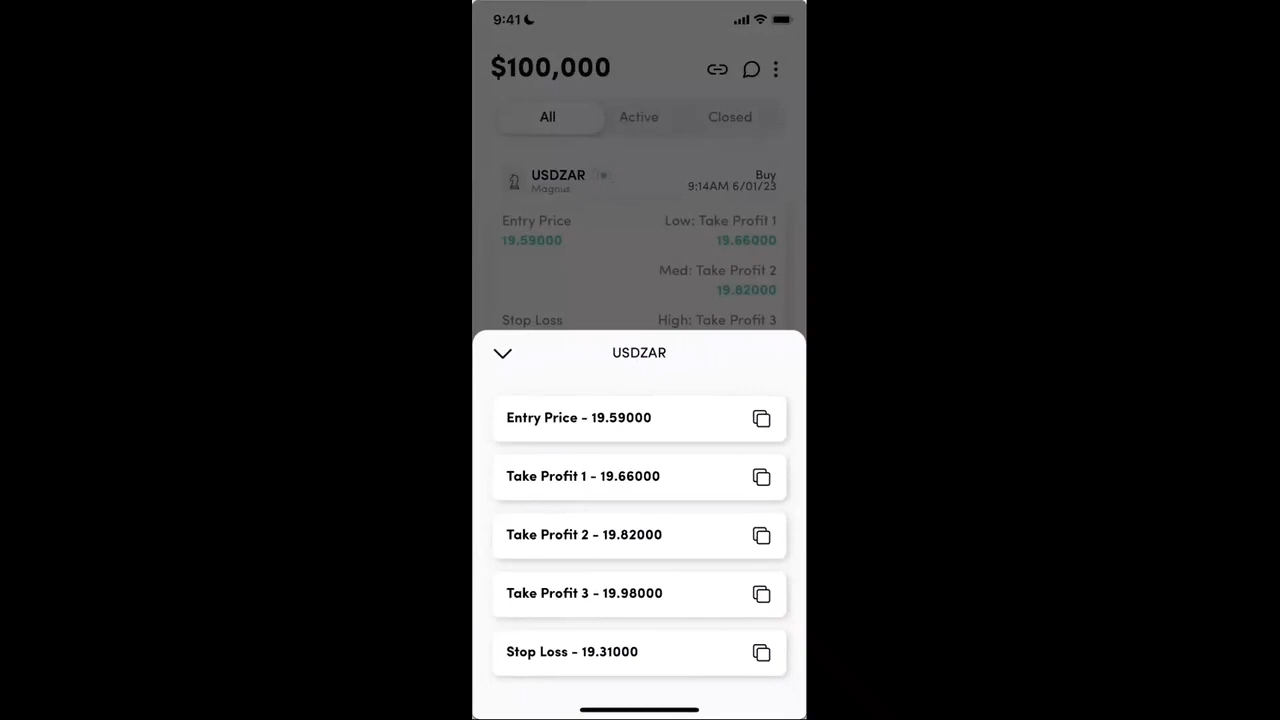 9:41
$100,000
All Active Closed
USDZAR Buy
Magnus 9:14AM 6/01/23
Entry Price Low: Take Profit 1
19.59000 19.66000
Med: Take Profit 2
19.82000
Stop Loss High: Take Profit 3
USDZAR
Entry Price - 19.59000
Take Profit 1 - 19.66000
Take Profit 2 - 19.82000
Take Profit 3 - 19.98000
Stop Loss - 19.31000